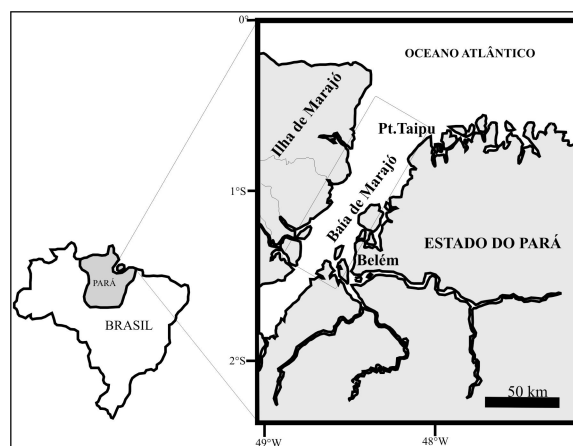 0°
OCEANO ATLÂNTICO
Ilha de Marajó
Pt.Taipu
1°S
Baía de Marajó
ESTADO DO PARÁ
Belém
PARÁ
BRASIL
2°S
50 km
49°W
48°W